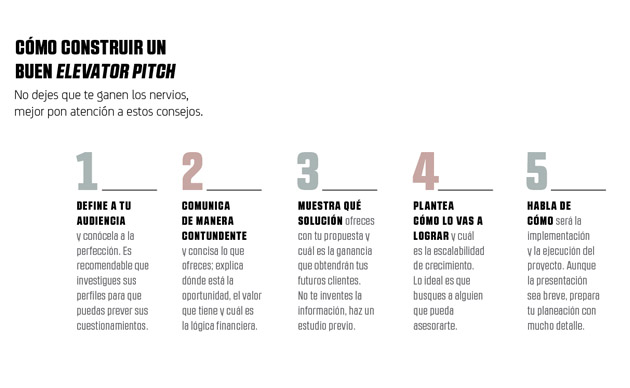 CÓMO CONSTRUIR UN
BUEN ELEVATOR PITCH
No dejes que te ganen los nervios,
mejor pon atención a estos consejos.
1
DEFINE A TU
AUDIENCIA
y conócela a la
perfección. Es
recomendable que
investigues sus
perfiles para que
puedas prever sus
cuestionamientos.
2
COMUNICA
DE MANERA
CONTUNDENTE
y concisa lo que
ofreces; explica
dónde está la
oportunidad, el valor
que tiene y cuál es
la lógica financiera.
3
MUESTRA QUÉ
SOLUCIÓN ofreces
con tu propuesta y
cuál es la ganancia
que obtendrán tus
futuros clientes.
No te inventes la
información, haz un
estudio previo.
4
PLANTEA
CÓMO LO VAS A
LOGRAR y cuál
es la escalabilidad
de crecimiento.
Lo ideal es que
busques a alguien
que pueda
asesorarte.
5
HABLA DE
CÓMO será la
implementación
y la ejecución del
proyecto. Aunque
la presentación
sea breve, prepara
tu planeación con
mucho detalle.